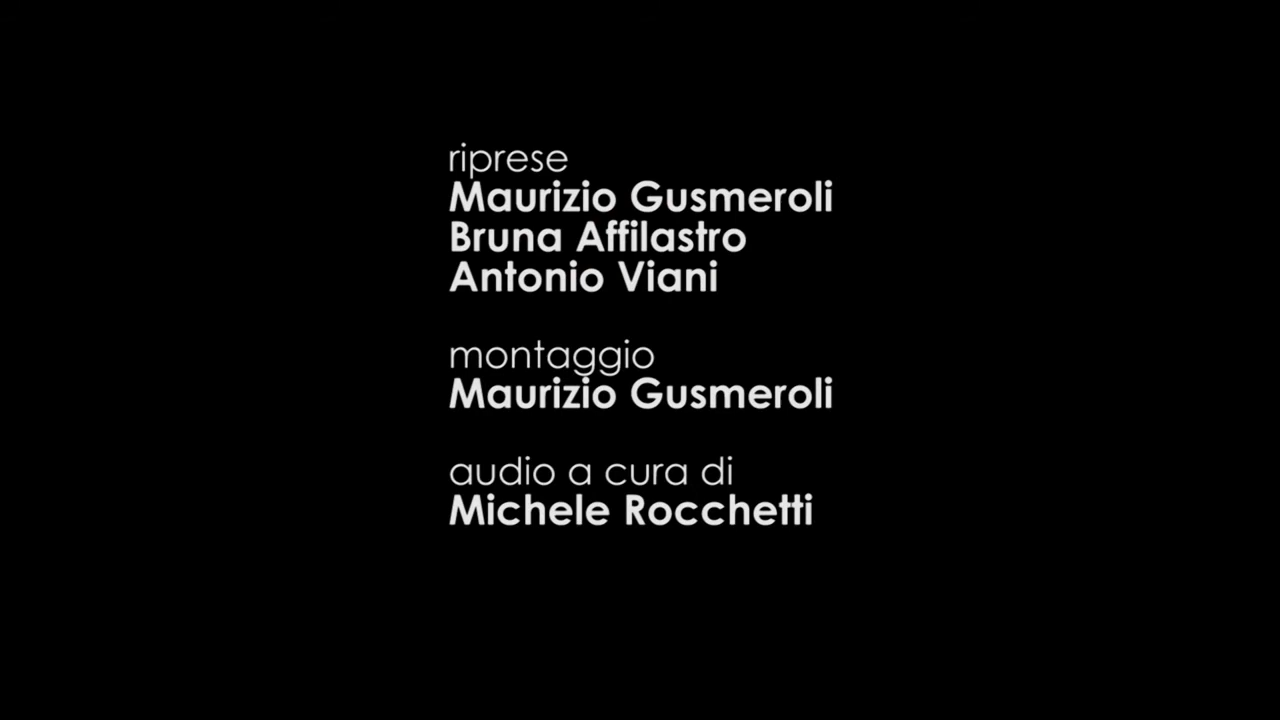 riprese
Maurizio Gusmeroli
Bruna Affilastro
Antonio Viani
montaggio
Maurizio Gusmeroli
audio a cura di
Michele Rocchetti